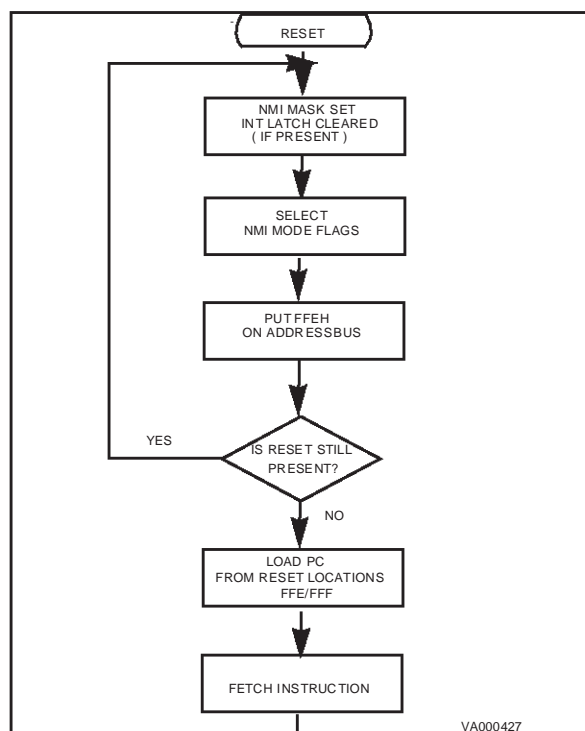 RESET
NMI MASK SET
INT LATCH CLEARED
( IF PRESENT )
SELECT
NMI MODE FLAGS
PUT FFEH
ON ADDRESSBUS
YES
IS RESET STILL
PRESENT?
NO
LOAD PC
FROM RESET LOCATIONS
FFE/FFF
FETCH INSTRUCTION
VA000427